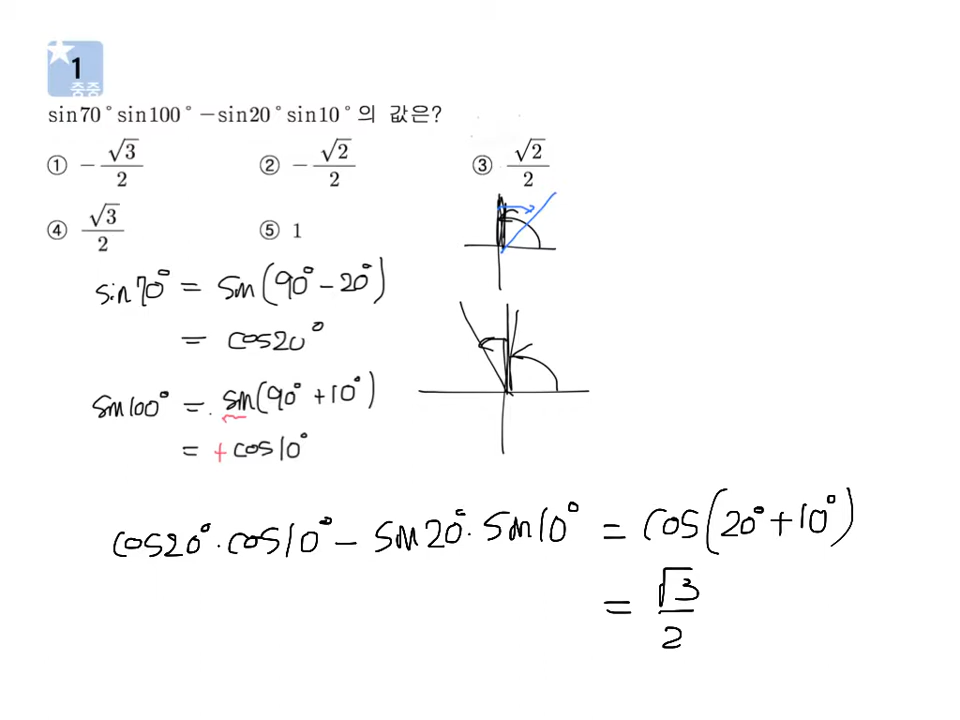 1
중중
sin70°sin100°-sin20°sin10°의 값은?
① -√3/2 ② -√2/2 ③ √2/2
④ √3/2 ⑤ 1
sin70° = sin(90°-20°)
= cos20°
sin100° = sin(90°+10°)
= +cos10°
cos20°·cos10° - sin20°·sin10° = cos(20°+10°)
= √3/2